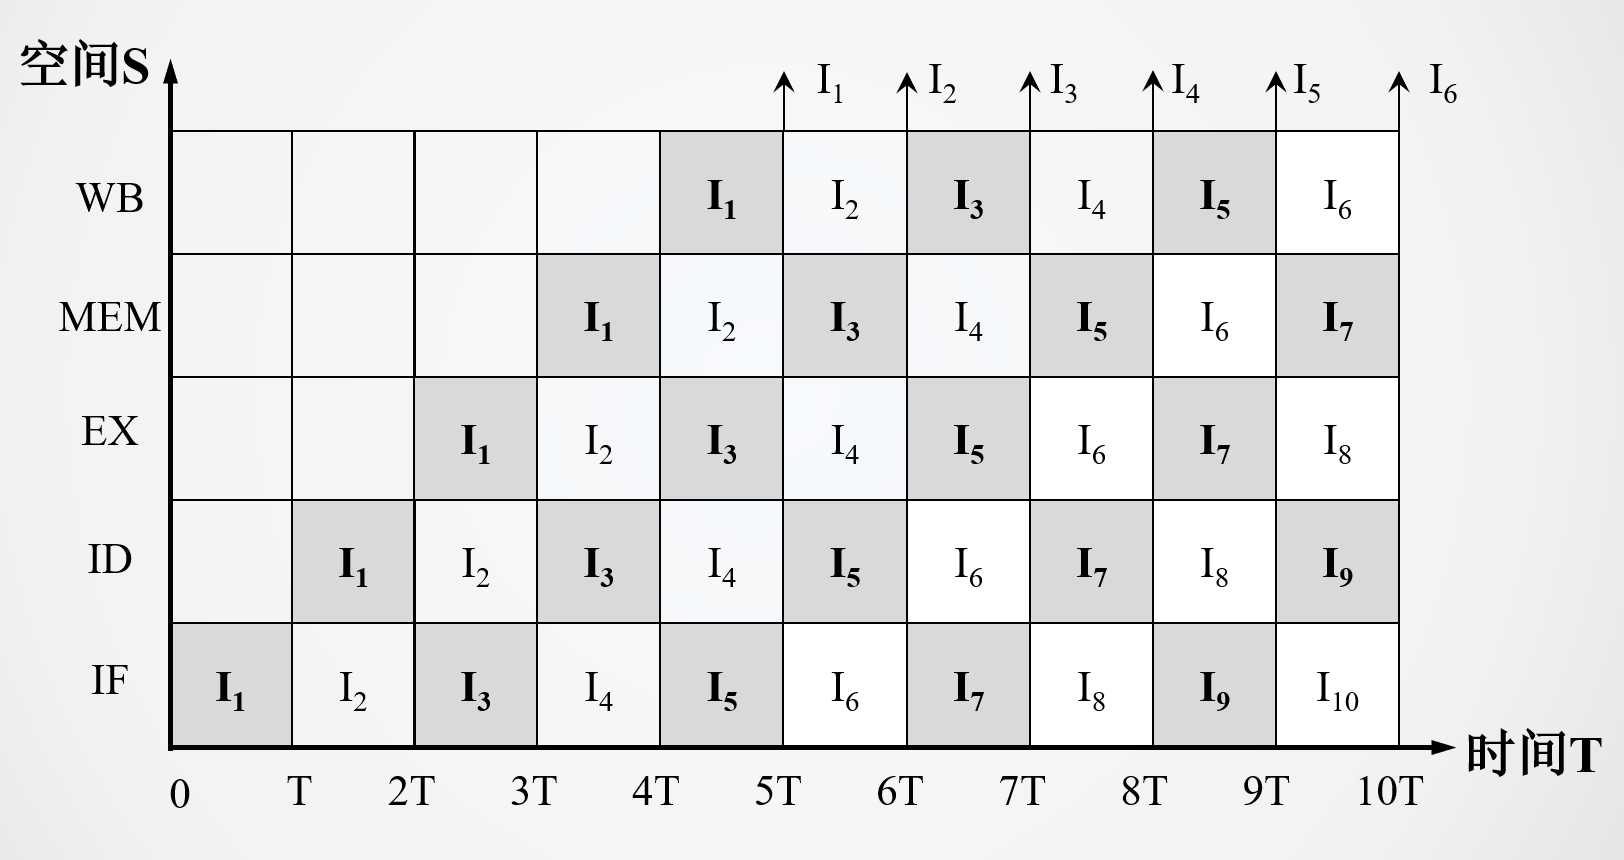 空间S
I₁ I₂ I₃ I₄ I₅ I₆
WB I₁ I₂ I₃ I₄ I₅ I₆
MEM I₁ I₂ I₃ I₄ I₅ I₆ I₇
EX I₁ I₂ I₃ I₄ I₅ I₆ I₇ I₈
ID I₁ I₂ I₃ I₄ I₅ I₆ I₇ I₈ I₉
IF I₁ I₂ I₃ I₄ I₅ I₆ I₇ I₈ I₉ I₁₀
时间T
0 T 2T 3T 4T 5T 6T 7T 8T 9T 10T